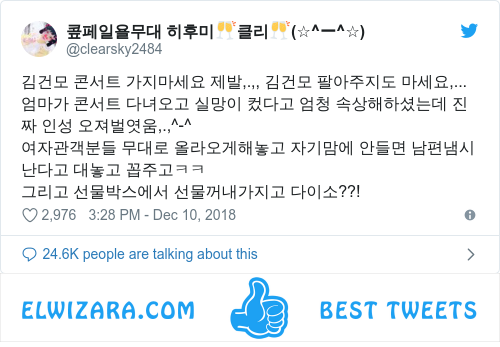 콮페일욜무대 히후미🥂클리🥂(☆^ー^☆)
@clearsky2484
김건모 콘서트 가지마세요 제발,.,, 김건모 팔아주지도 마세요,...
엄마가 콘서트 다녀오고 실망이 컸다고 엄청 속상해하셨는데 진
짜 인성 오져벌엿움,.,^-^
여자관객분들 무대로 올라오게해놓고 자기맘에 안들면 남편냄시
난다고 대놓고 꼽주고ㅋㅋ
그리고 선물박스에서 선물꺼내가지고 다이소??!
2,976 3:28 PM - Dec 10, 2018
24.6K people are talking about this
ELWIZARA.COM BEST TWEETS